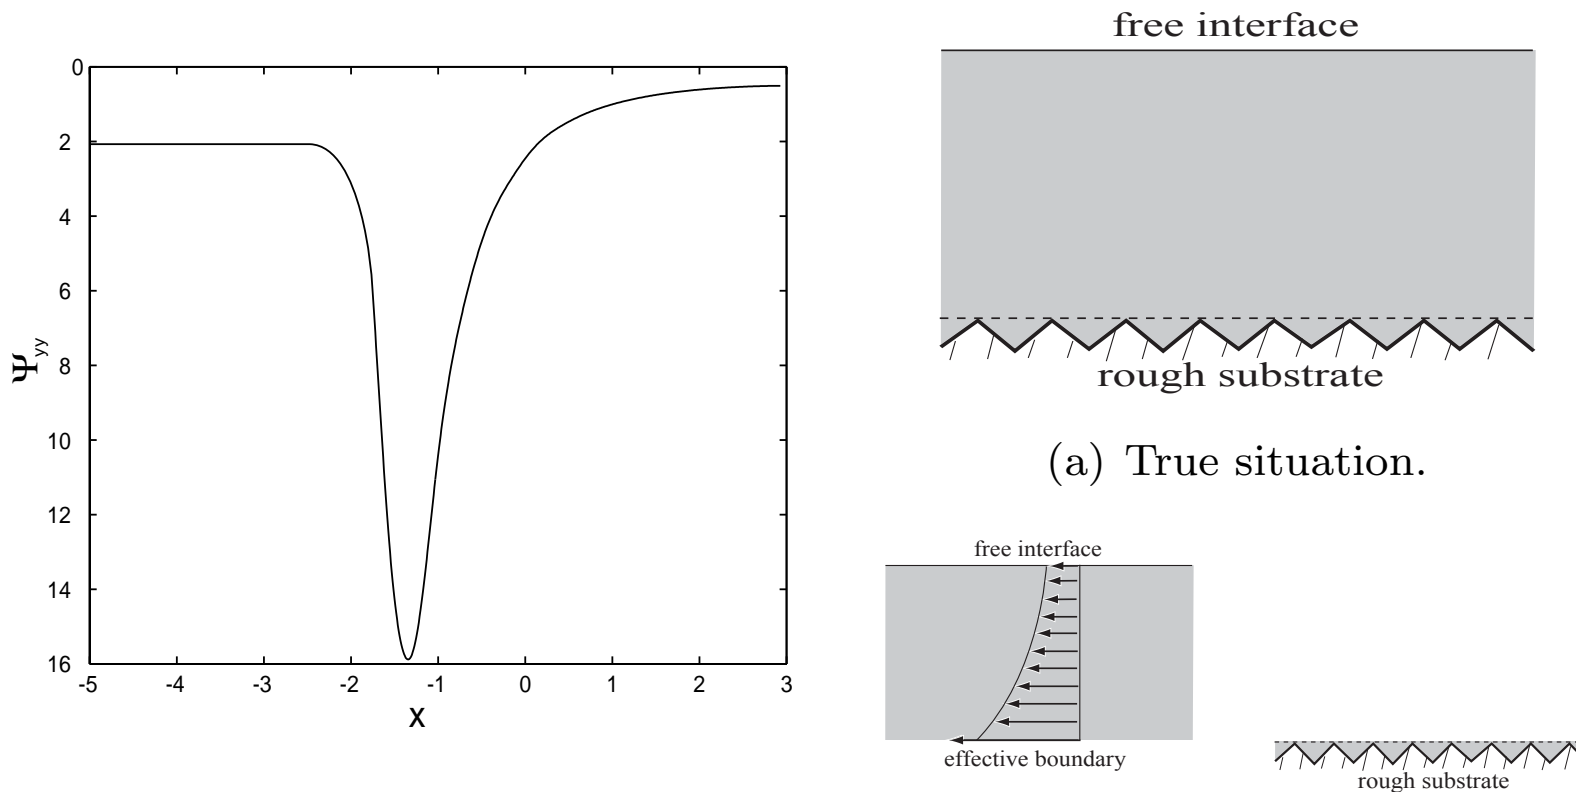 0
2
4
6
8
10
12
14
16
Ψyy
-5 -4 -3 -2 -1 0 1 2 3
x
free interface
rough substrate
(a) True situation.
free interface
effective boundary
rough substrate